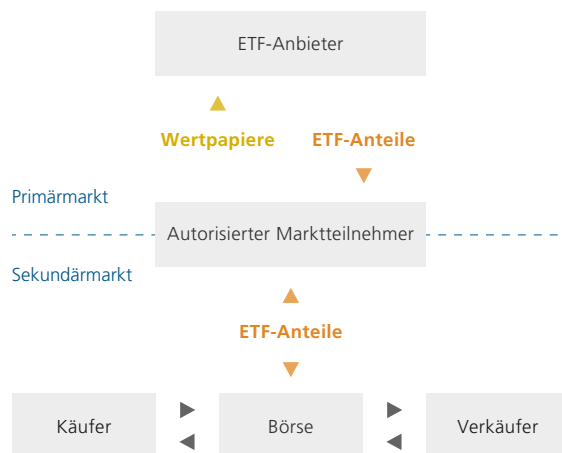 ETF-Anbieter
Wertpapiere
ETF-Anteile
Primärmarkt
Autorisierter Marktteilnehmer
Sekundärmarkt
ETF-Anteile
Käufer
Börse
Verkäufer